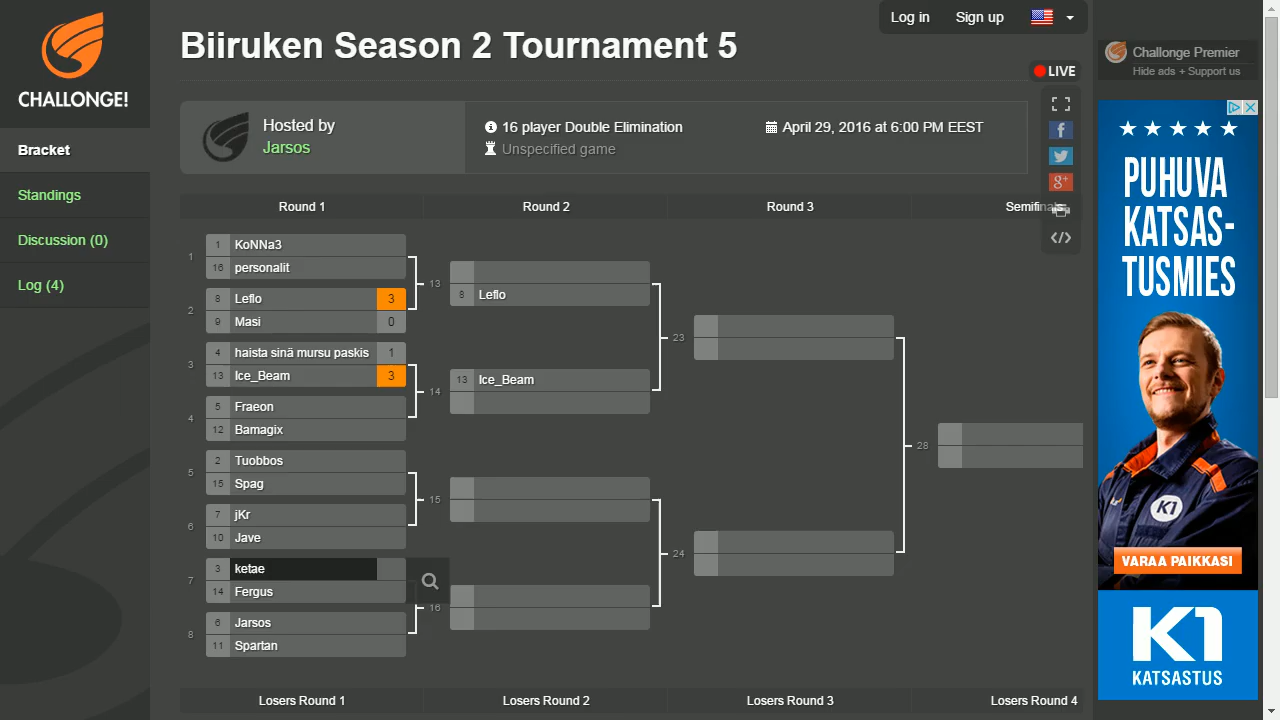 Log in
Sign up
Biiruken Season 2 Tournament 5
LIVE
CHALLONGE!
Bracket
Standings
Discussion (0)
Log (4)
Hosted by
Jarsos
16 player Double Elimination
Unspecified game
April 29, 2016 at 6:00 PM EEST
Round 1
Round 2
Round 3
Semifinals
1
1 KoNNa3
16 personalit
2
8 Leflo 3
9 Masi 0
3
4 haista sinä mursu paskis 1
13 Ice_Beam 3
4
5 Fraeon
12 Bamagix
5
2 Tuobbos
15 Spag
6
7 jKr
10 Jave
7
3 ketae
14 Fergus
8
6 Jarsos
11 Spartan
13
8 Leflo
14
13 Ice_Beam
15
16
23
24
28
Losers Round 1
Losers Round 2
Losers Round 3
Losers Round 4
f
g+
</>
Challonge Premier
Hide ads + Support us
PUHUVA
KATSAS-
TUSMIES
K1
VARAA PAIKKASI
K1
KATSASTUS